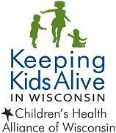 Keeping
Kids Alive
IN WISCONSIN
Children's Health
Alliance of Wisconsin